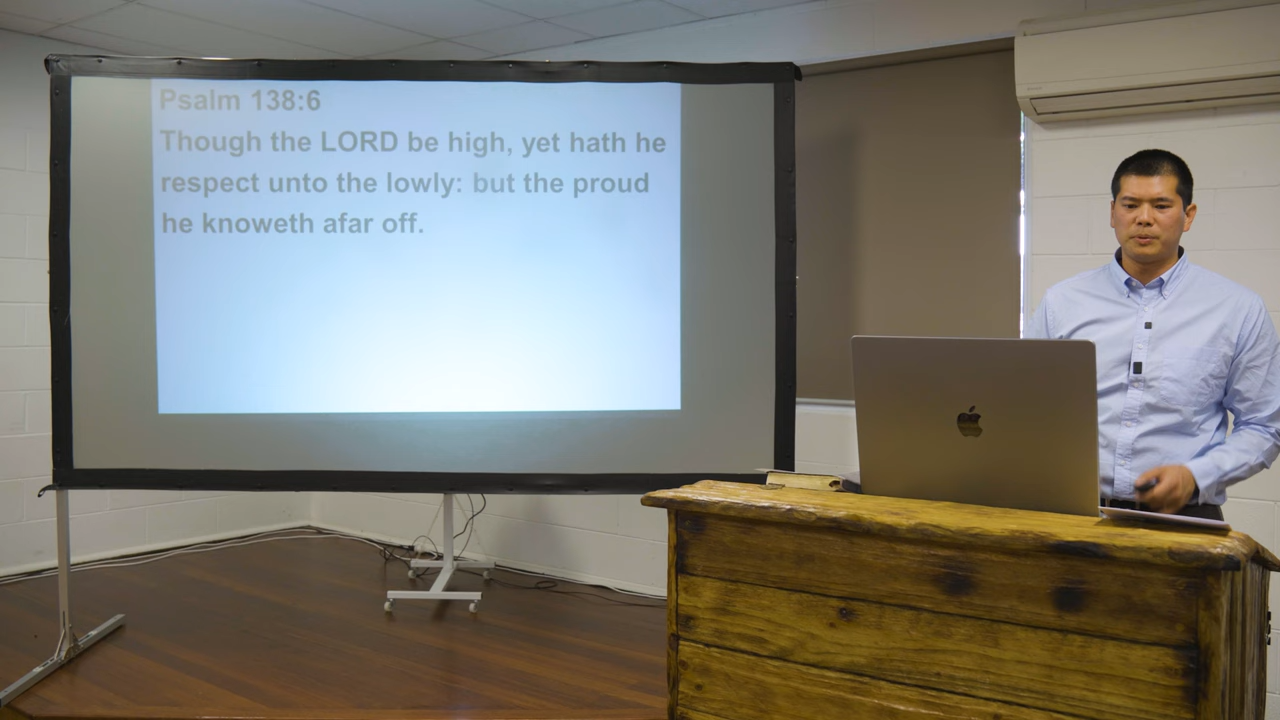 Psalm 138:6
Though the LORD be high, yet hath he
respect unto the lowly: but the proud
he knoweth afar off.